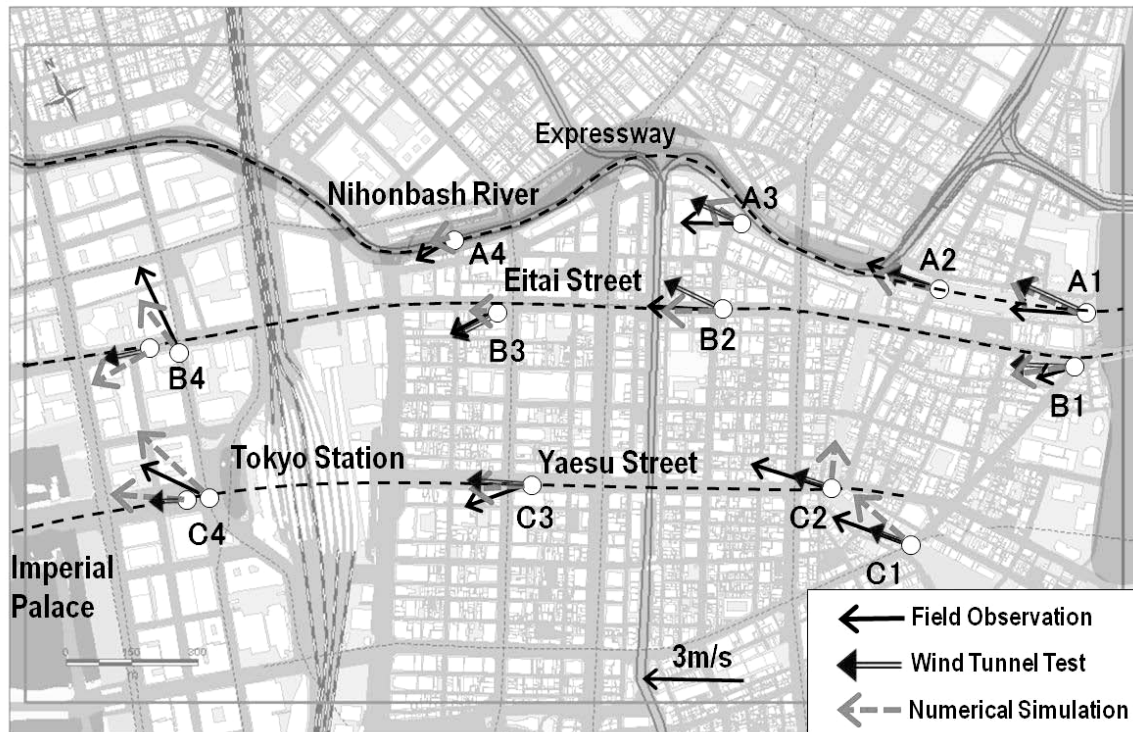 N
Expressway
Nihonbash River
A3
A4
A2
A1
Eitai Street
B3
B2
B1
B4
Tokyo Station
Yaesu Street
C4
C3
C2
C1
Imperial
Palace
3m/s
Field Observation
Wind Tunnel Test
Numerical Simulation